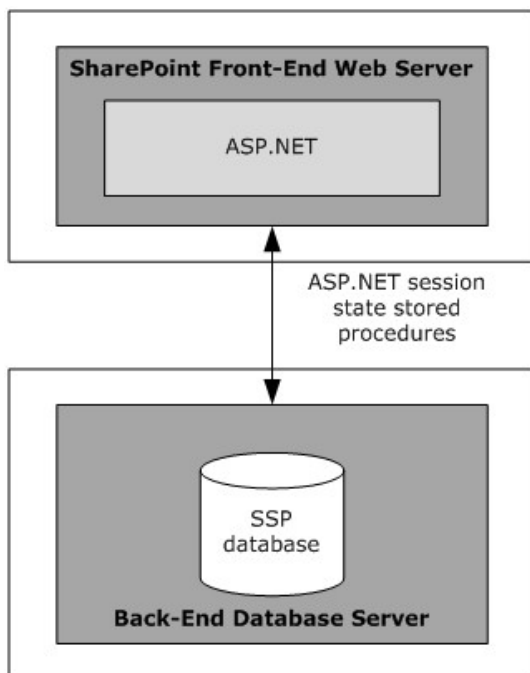 SharePoint Front-End Web Server
ASP.NET
ASP.NET session
state stored
procedures
SSP
database
Back-End Database Server